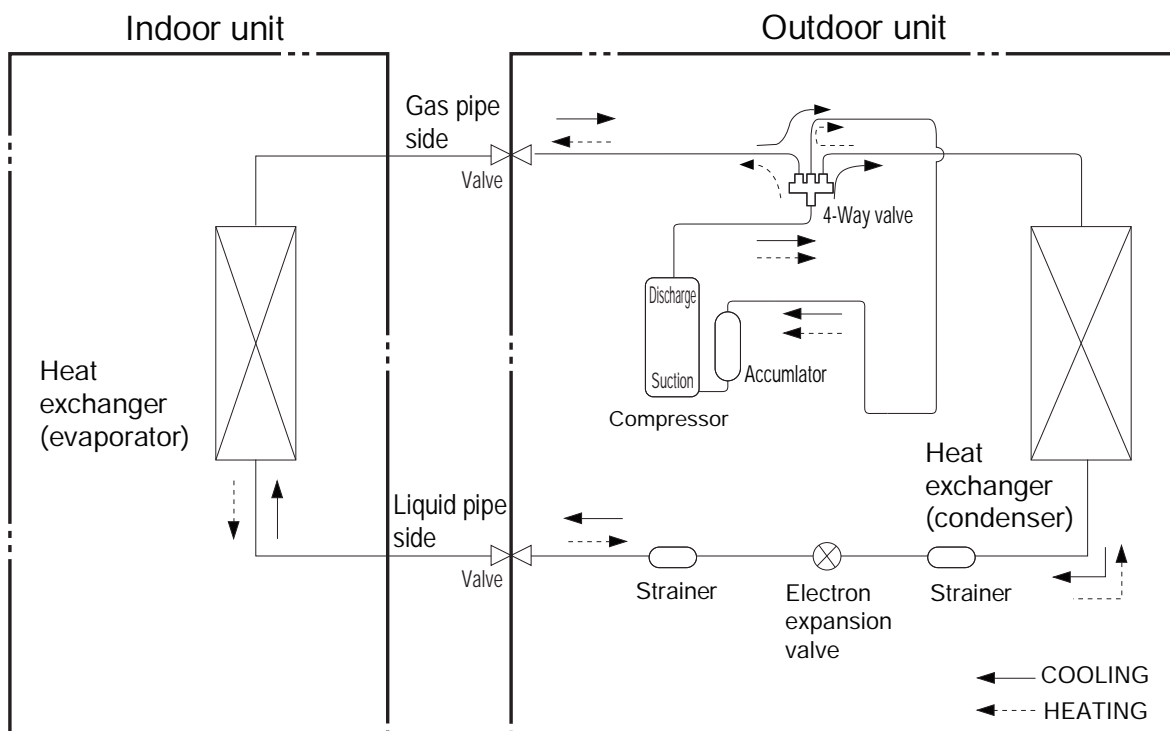 Indoor unit
Outdoor unit
Gas pipe
side
Valve
4-Way valve
Discharge
Suction
Accumlator
Compressor
Heat
exchanger
(evaporator)
Heat
exchanger
(condenser)
Liquid pipe
side
Valve
Strainer
Electron
expansion
valve
Strainer
COOLING
HEATING